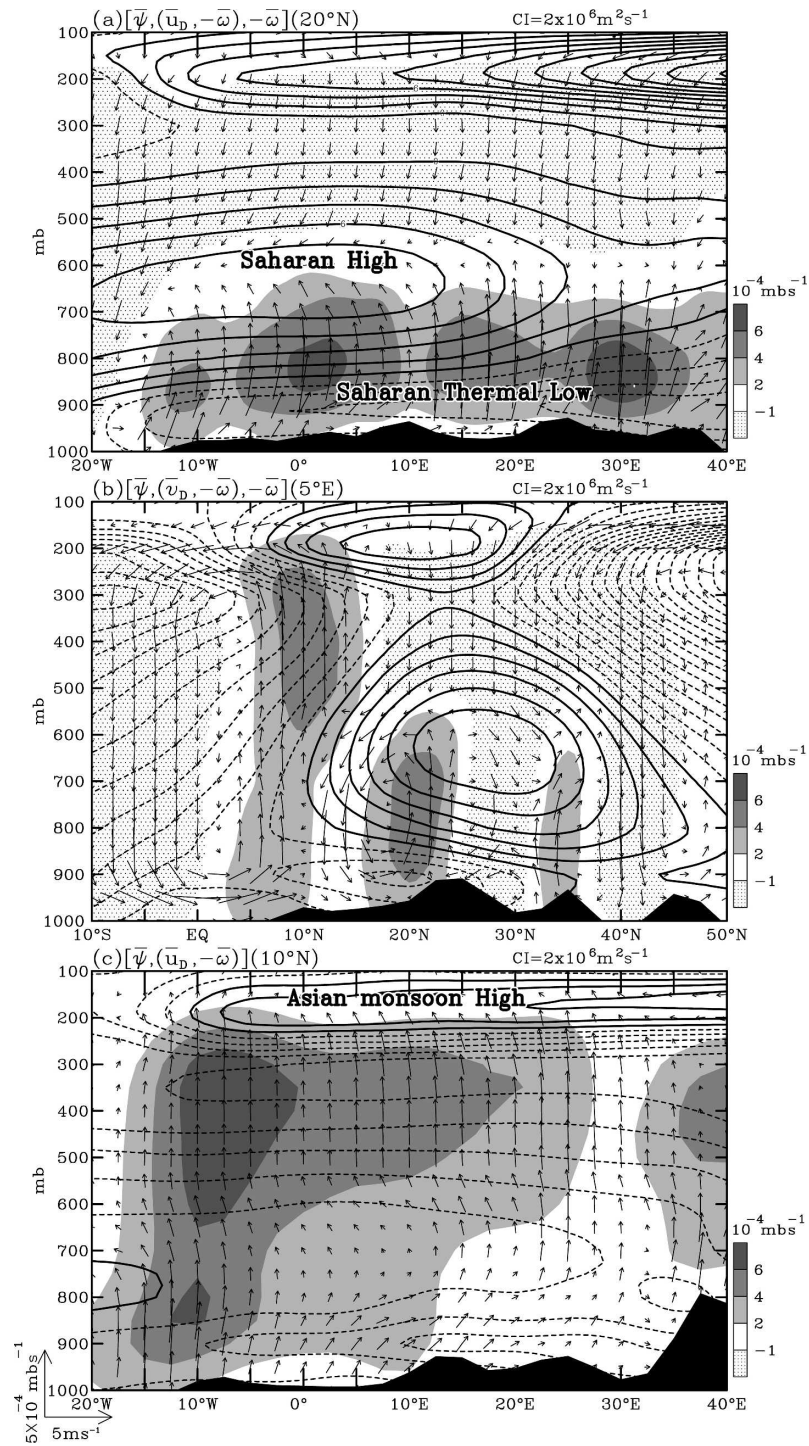 (a)[ψ̅,(u̅_D,-ω̅),-ω̅](20°N) CI=2x10⁶m²s⁻¹
100
200
300
6
400
6
mb
500
6
600 Saharan High
700 10⁻⁴mbs⁻¹
800 6
Saharan Thermal Low 4
900 2
-1
1000
20°W 10°W 0° 10°E 20°E 30°E 40°E
(b)[ψ̅,(v̅_D,-ω̅),-ω̅](5°E) CI=2x10⁶m²s⁻¹
100
200
300
400
mb
500
600
700 10⁻⁴mbs⁻¹
800 6
4
900 2
-1
1000
10°S EQ 10°N 20°N 30°N 40°N 50°N
(c)[ψ̅,(u̅_D,-ω̅)](10°N) CI=2x10⁶m²s⁻¹
100
Asian monsoon High
200
300
400
mb
500
600
700 10⁻⁴mbs⁻¹
800 6
4
900 2
-1
1000
20°W 10°W 0° 10°E 20°E 30°E 40°E
5X10⁻⁴ mbs⁻¹
5ms⁻¹